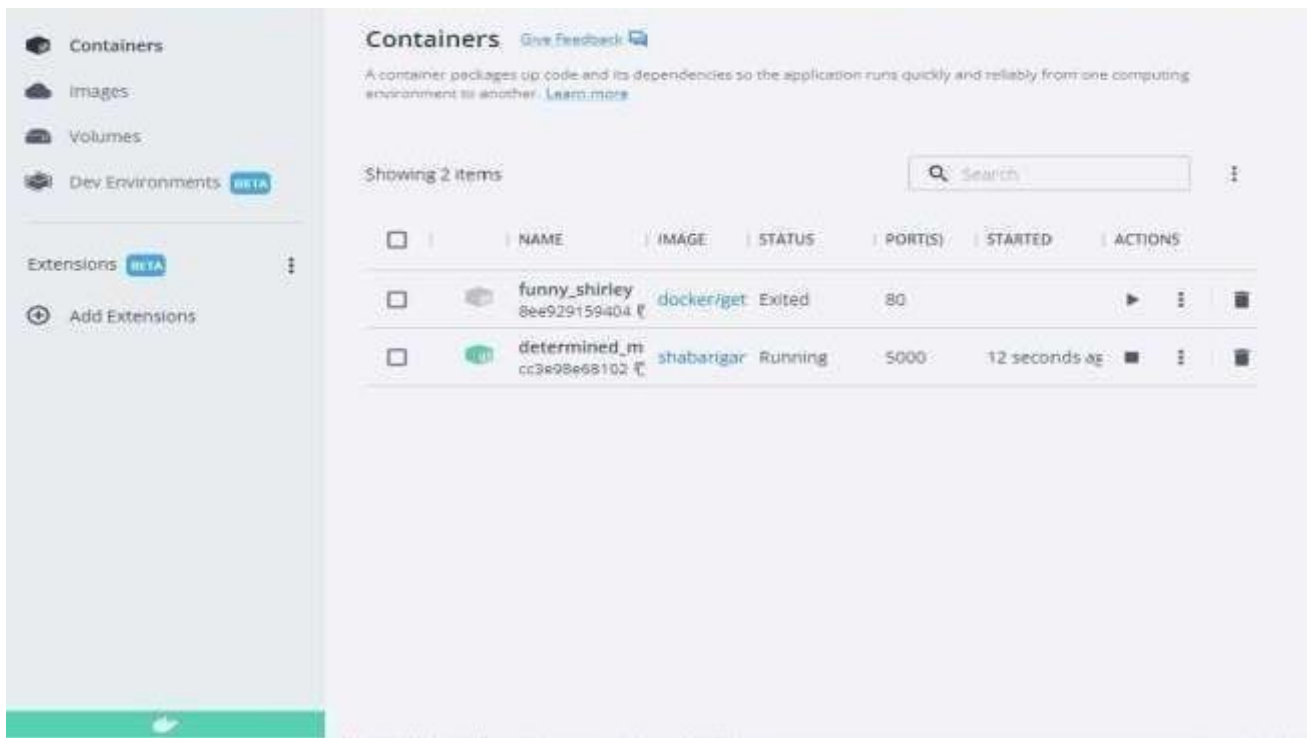 Containers
Images
Volumes
Dev Environments BETA
Extensions BETA
Add Extensions
Containers Give Feedback
A container packages up code and its dependencies so the application runs quickly and reliably from one computing
environment to another. Learn more
Showing 2 items
Search
NAME IMAGE STATUS PORT(S) STARTED ACTIONS
funny_shirley docker/get Exited 80
8ee929159404
determined_m shabarigar Running 5000 12 seconds ag
cc3e98e68102